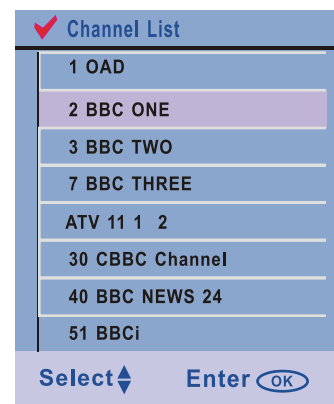 Channel List
1 OAD
2 BBC ONE
3 BBC TWO
7 BBC THREE
ATV 11 1 2
30 CBBC Channel
40 BBC NEWS 24
51 BBCi
Select Enter OK